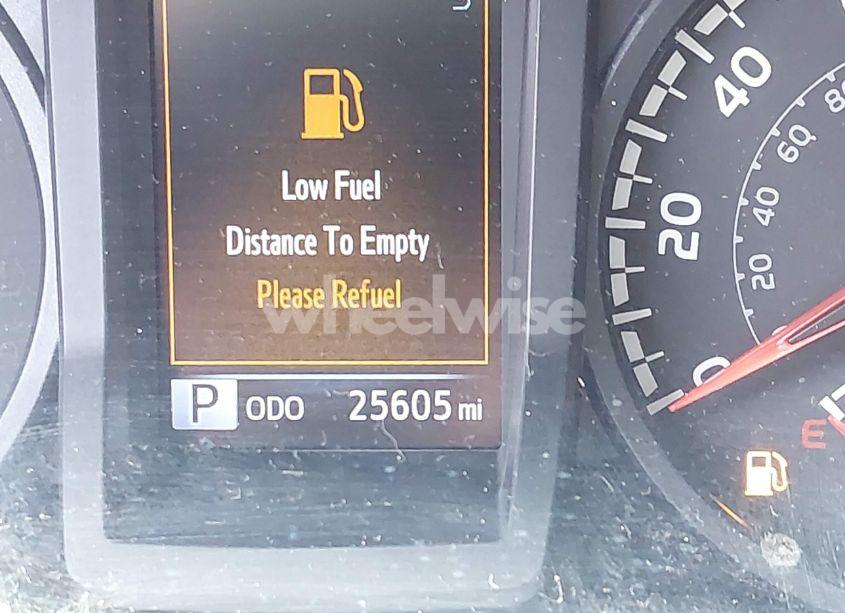 Low Fuel
Distance To Empty
Please Refuel
wheelwise
P ODO 25605 mi
0
20
40
20
40
60
80
E